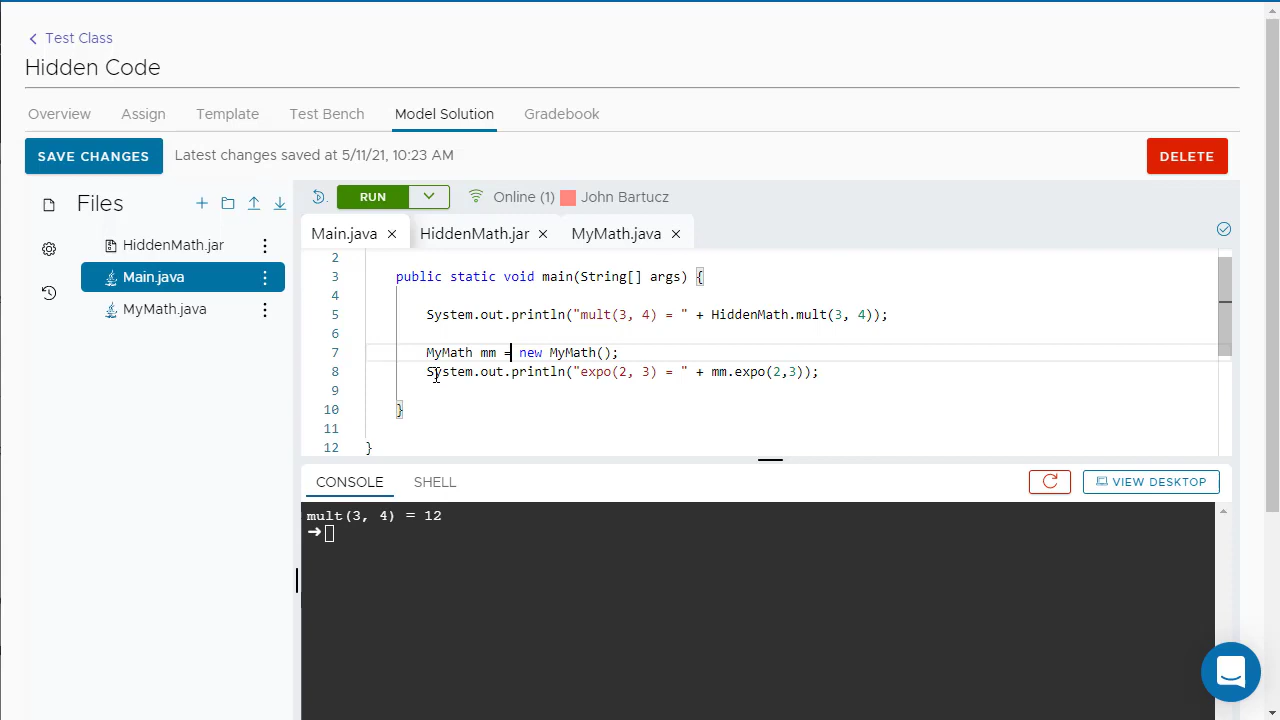 Test Class
Hidden Code
Overview Assign Template Test Bench Model Solution Gradebook
SAVE CHANGES Latest changes saved at 5/11/21, 10:23 AM DELETE
Files
RUN Online (1) John Bartucz
HiddenMath.jar
Main.java
MyMath.java
Main.java HiddenMath.jar MyMath.java
2
3 public static void main(String[] args) {
4
5 System.out.println("mult(3, 4) = " + HiddenMath.mult(3, 4));
6
7 MyMath mm = new MyMath();
8 System.out.println("expo(2, 3) = " + mm.expo(2,3));
9
10 }
11
12 }
CONSOLE SHELL VIEW DESKTOP
mult(3, 4) = 12